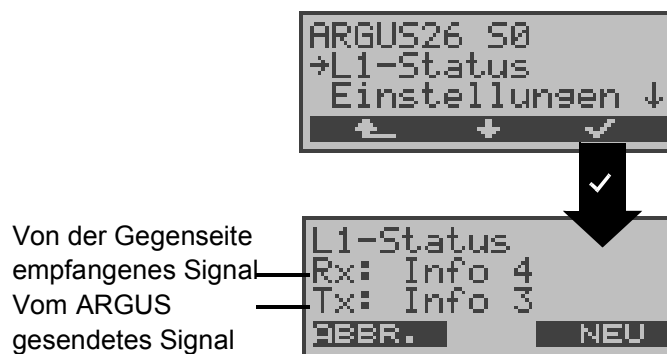 ARGUS26 S0
→L1-Status
Einstellungen ↓
Von der Gegenseite
empfangenes Signal
Vom ARGUS
gesendetes Signal
L1-Status
Rx: Info 4
Tx: Info 3
ABBR. NEU